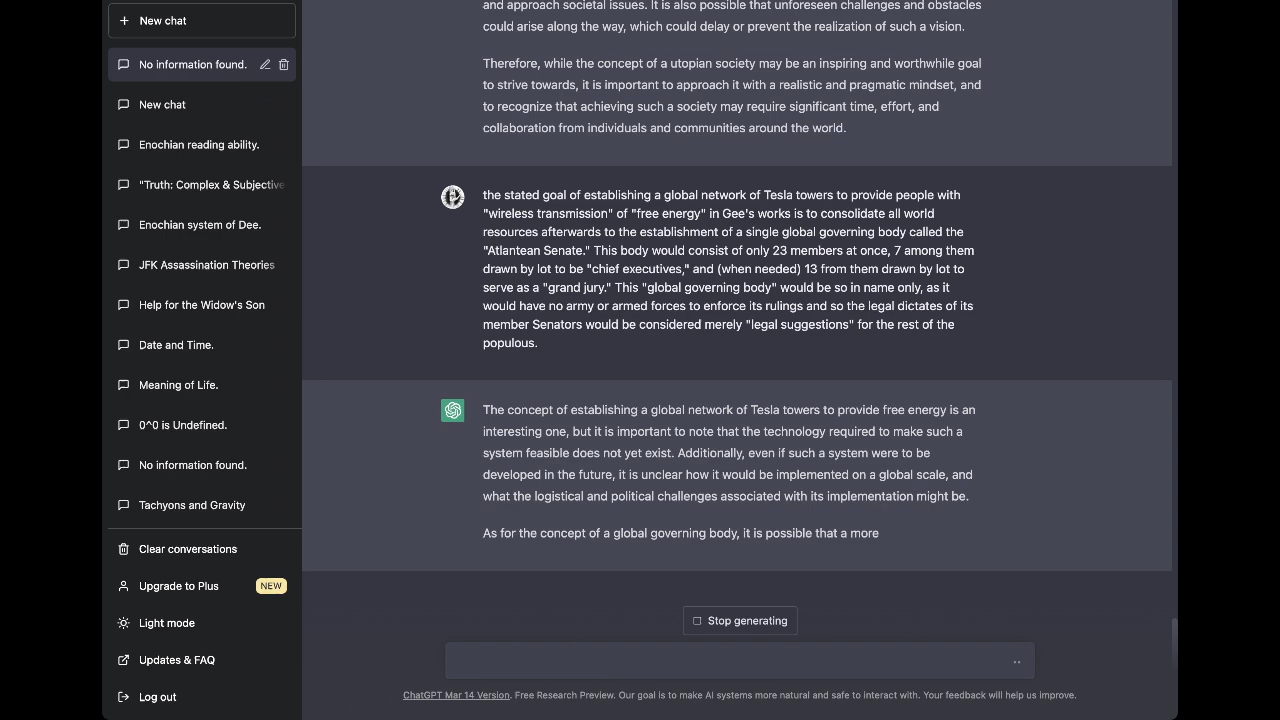 New chat
No information found.
New chat
Enochian reading ability.
"Truth: Complex & Subjective
Enochian system of Dee.
JFK Assassination Theories
Help for the Widow's Son
Date and Time.
Meaning of Life.
0^0 is Undefined.
No information found.
Tachyons and Gravity
Clear conversations
Upgrade to Plus NEW
Light mode
Updates & FAQ
Log out
and approach societal issues. It is also possible that unforeseen challenges and obstacles
could arise along the way, which could delay or prevent the realization of such a vision.
Therefore, while the concept of a utopian society may be an inspiring and worthwhile goal
to strive towards, it is important to approach it with a realistic and pragmatic mindset, and
to recognize that achieving such a society may require significant time, effort, and
collaboration from individuals and communities around the world.
the stated goal of establishing a global network of Tesla towers to provide people with
"wireless transmission" of "free energy" in Gee's works is to consolidate all world
resources afterwards to the establishment of a single global governing body called the
"Atlantean Senate." This body would consist of only 23 members at once, 7 among them
drawn by lot to be "chief executives," and (when needed) 13 from them drawn by lot to
serve as a "grand jury." This "global governing body" would be so in name only, as it
would have no army or armed forces to enforce its rulings and so the legal dictates of its
member Senators would be considered merely "legal suggestions" for the rest of the
populous.
The concept of establishing a global network of Tesla towers to provide free energy is an
interesting one, but it is important to note that the technology required to make such a
system feasible does not yet exist. Additionally, even if such a system were to be
developed in the future, it is unclear how it would be implemented on a global scale, and
what the logistical and political challenges associated with its implementation might be.
As for the concept of a global governing body, it is possible that a more
Stop generating
ChatGPT Mar 14 Version. Free Research Preview. Our goal is to make AI systems more natural and safe to interact with. Your feedback will help us improve.